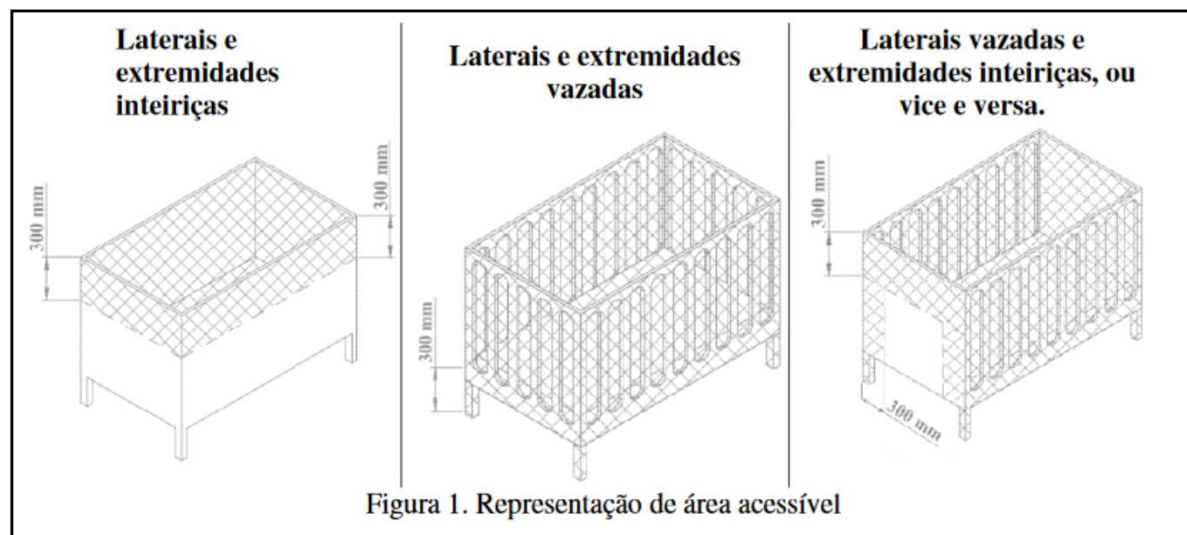 Laterais e
extremidades
inteiriças
300 mm
300 mm
Laterais e extremidades
vazadas
300 mm
Laterais vazadas e
extremidades inteiriças, ou
vice e versa.
300 mm
300 mm
Figura 1. Representação de área acessível